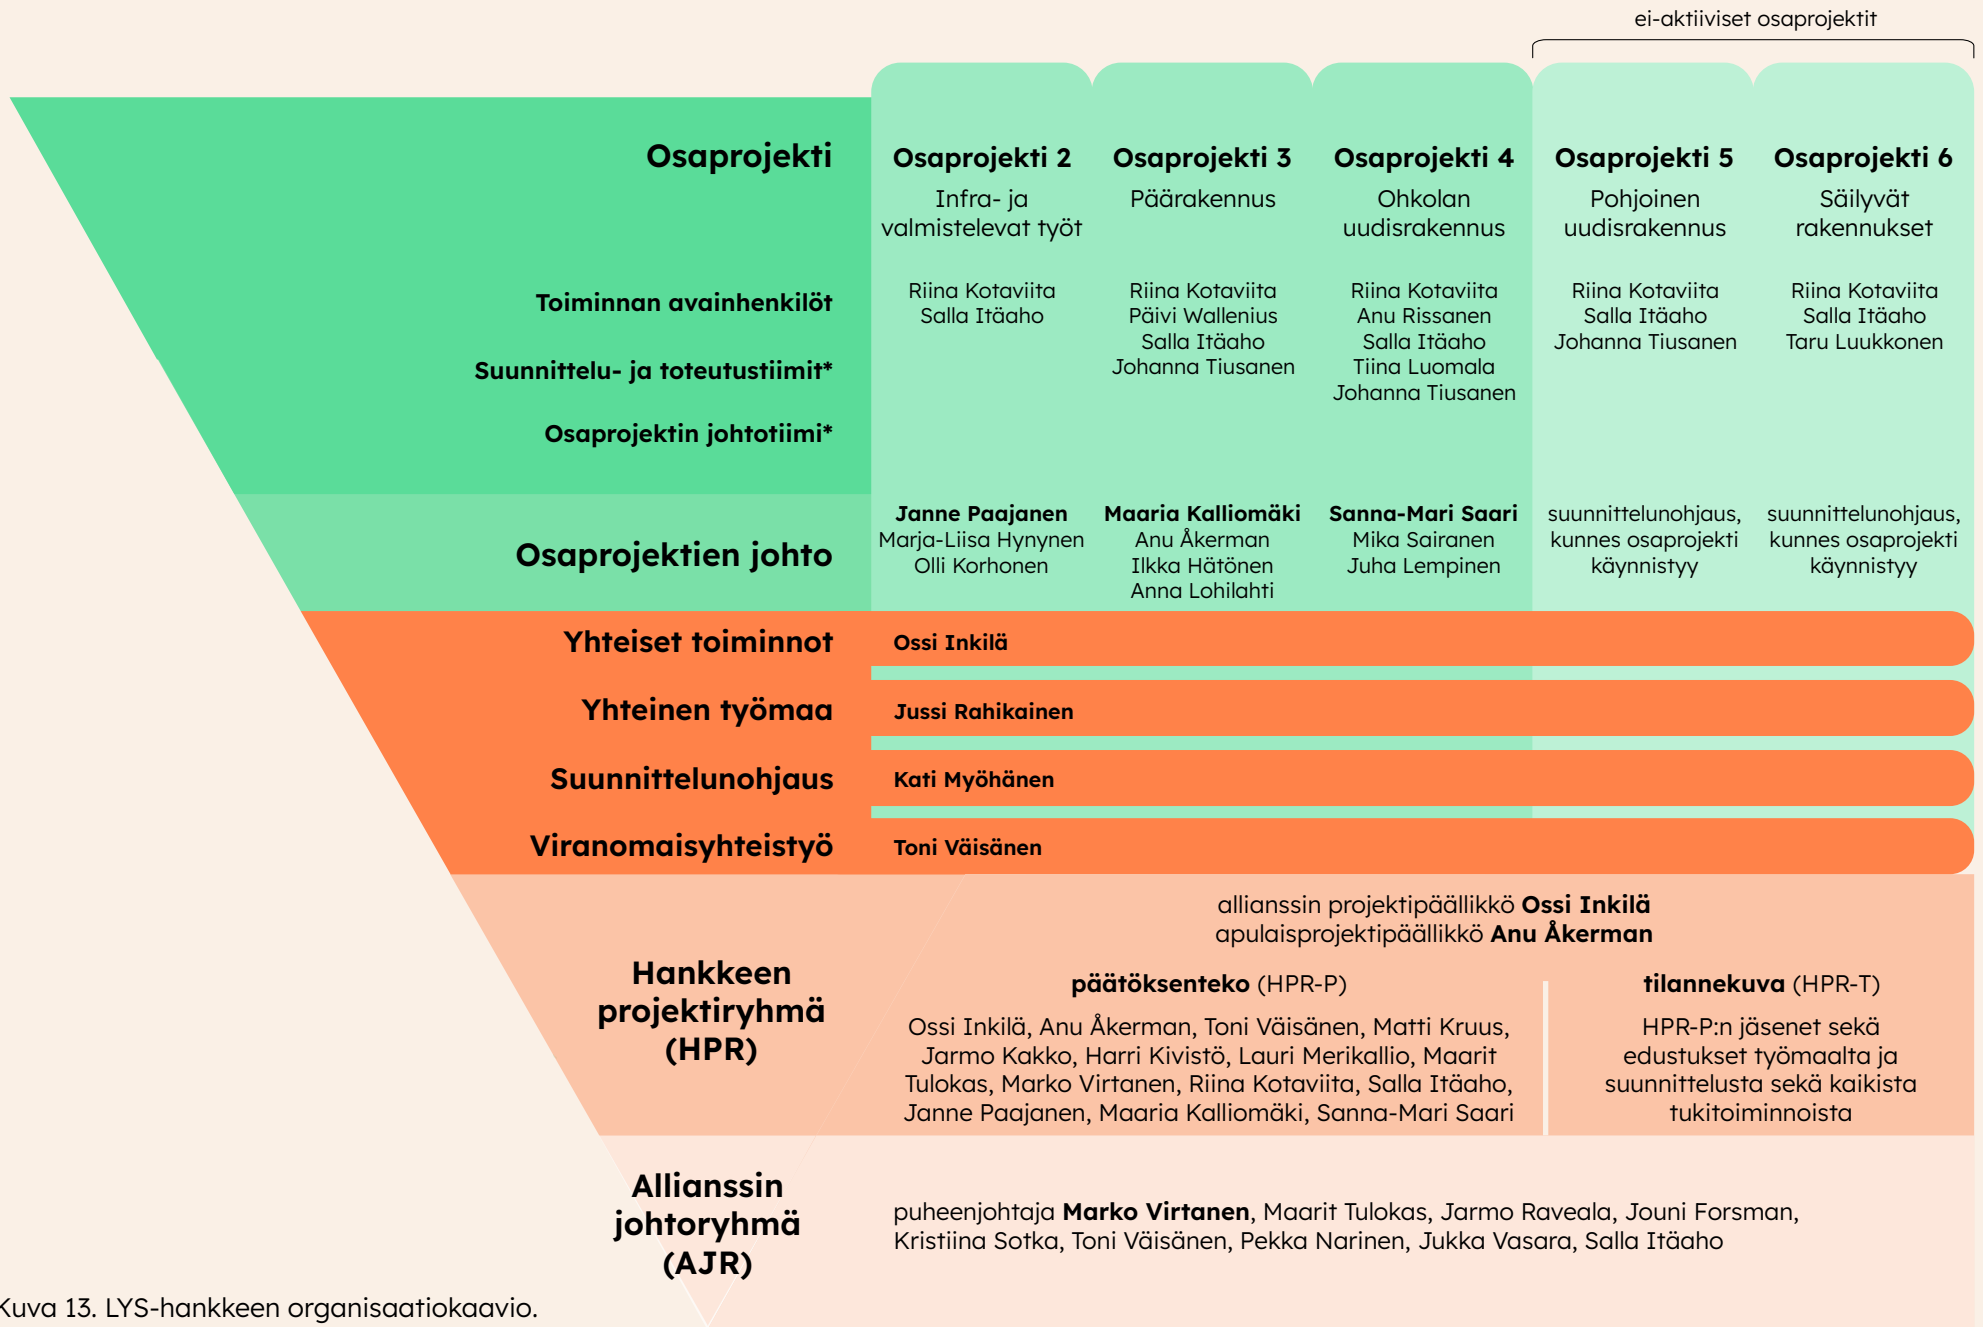 ei-aktiiviset osaprojektit
Osaprojekti
Osaprojekti 2
Infra- ja
valmistelevat työt
Osaprojekti 3
Päärakennus
Osaprojekti 4
Ohkolan
uudisrakennus
Osaprojekti 5
Pohjoinen
uudisrakennus
Osaprojekti 6
Säilyvät
rakennukset
Toiminnan avainhenkilöt
Suunnittelu- ja toteutustiimit*
Osaprojektin johtotiimi*
Riina Kotaviita
Salla Itäaho
Riina Kotaviita
Päivi Wallenius
Salla Itäaho
Johanna Tiusanen
Riina Kotaviita
Anu Rissanen
Salla Itäaho
Tiina Luomala
Johanna Tiusanen
Riina Kotaviita
Salla Itäaho
Johanna Tiusanen
Riina Kotaviita
Salla Itäaho
Taru Luukkonen
Osaprojektien johto
Janne Paajanen
Marja-Liisa Hynynen
Olli Korhonen
Maaria Kalliomäki
Anu Åkerman
Ilkka Hätönen
Anna Lohilahti
Sanna-Mari Saari
Mika Sairanen
Juha Lempinen
suunnittelunohjaus,
kunnes osaprojekti
käynnistyy
suunnittelunohjaus,
kunnes osaprojekti
käynnistyy
Yhteiset toiminnot
Ossi Inkilä
Yhteinen työmaa
Jussi Rahikainen
Suunnittelunohjaus
Kati Myöhänen
Viranomaisyhteistyö
Toni Väisänen
Hankkeen
projektiryhmä
(HPR)
allianssin projektipäällikkö Ossi Inkilä
apulaisprojektipäällikkö Anu Åkerman
päätöksenteko (HPR-P)
Ossi Inkilä, Anu Åkerman, Toni Väisänen, Matti Kruus,
Jarmo Kakko, Harri Kivistö, Lauri Merikallio, Maarit
Tulokas, Marko Virtanen, Riina Kotaviita, Salla Itäaho,
Janne Paajanen, Maaria Kalliomäki, Sanna-Mari Saari
tilannekuva (HPR-T)
HPR-P:n jäsenet sekä
edustukset työmaalta ja
suunnittelusta sekä kaikista
tukitoiminnoista
Allianssin
johtoryhmä
(AJR)
puheenjohtaja Marko Virtanen, Maarit Tulokas, Jarmo Raveala, Jouni Forsman,
Kristiina Sotka, Toni Väisänen, Pekka Narinen, Jukka Vasara, Salla Itäaho
Kuva 13. LYS-hankkeen organisaatiokaavio.